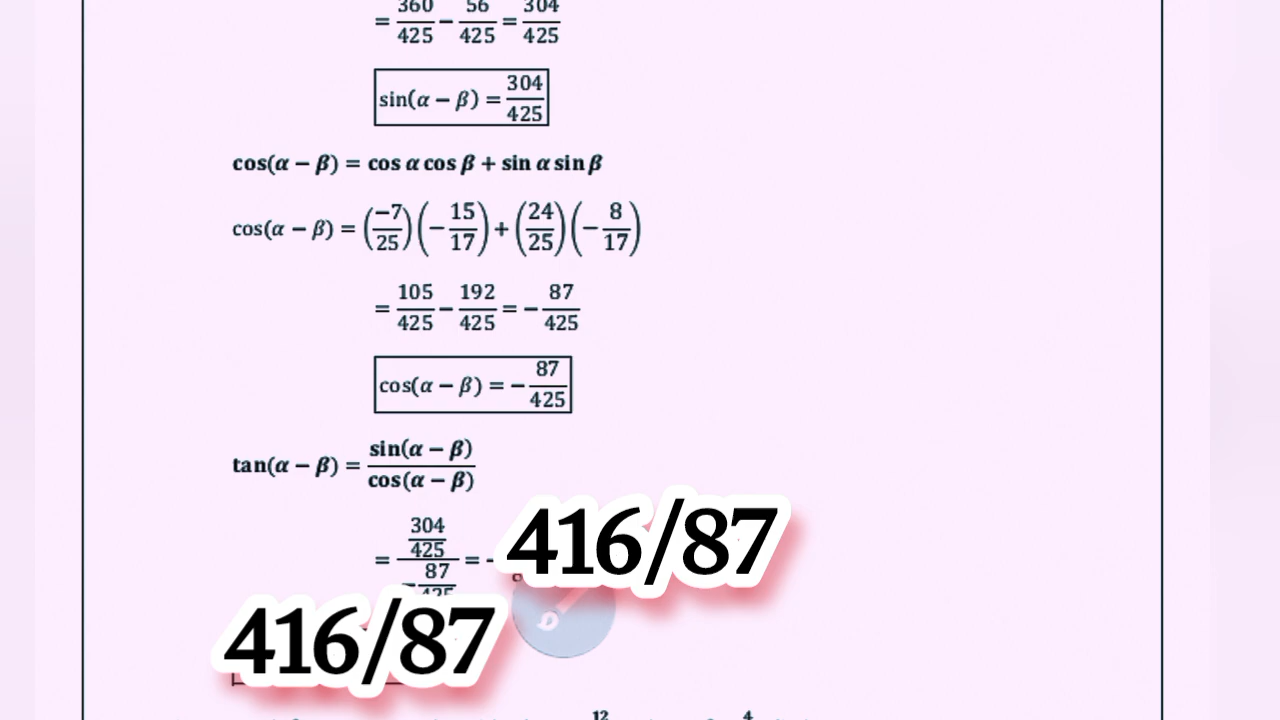 = 360/425 − 56/425 = 304/425
sin(α − β) = 304/425
cos(α − β) = cos α cos β + sin α sin β
cos(α − β) = (−7/25)(−15/17) + (24/25)(−8/17)
= 105/425 − 192/425 = −87/425
cos(α − β) = −87/425
tan(α − β) = sin(α − β)/cos(α − β)
= (304/425)/(−87/425) = - 416/87
416/87
12 4